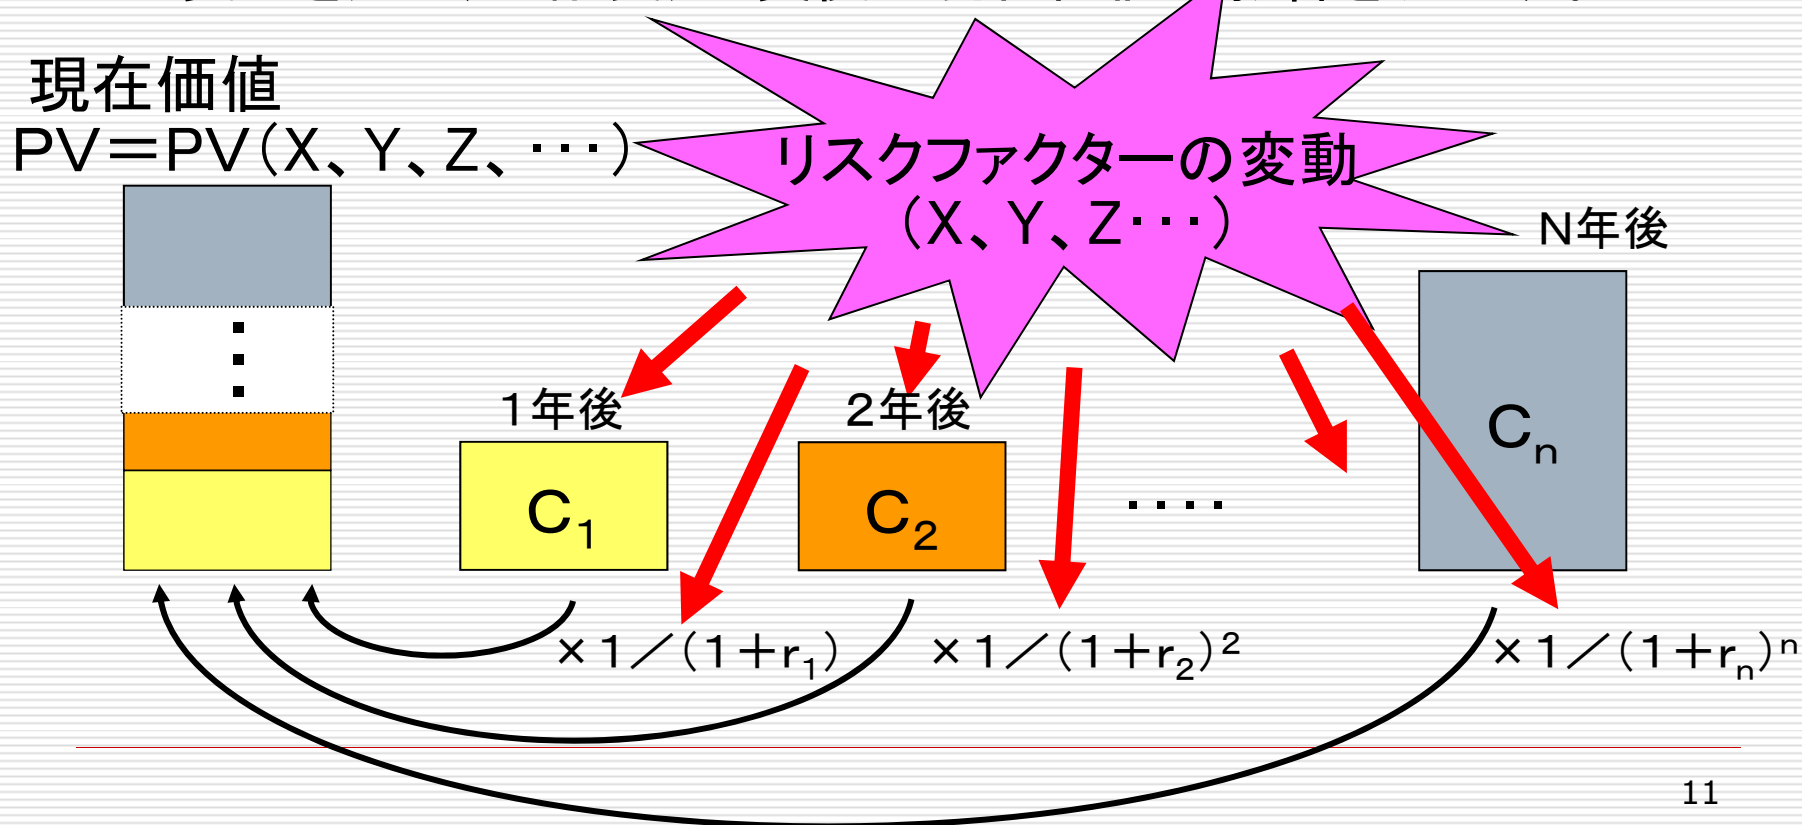 現在価値
PV＝PV（X、Y、Z、・・・）
リスクファクターの変動
（X、Y、Z・・・）
N年後
1年後
2年後
C₁
C₂
・・・・
Cₙ
×1／（1＋r₁）
×1／（1＋r₂）²
×1／（1＋rₙ）ⁿ
11